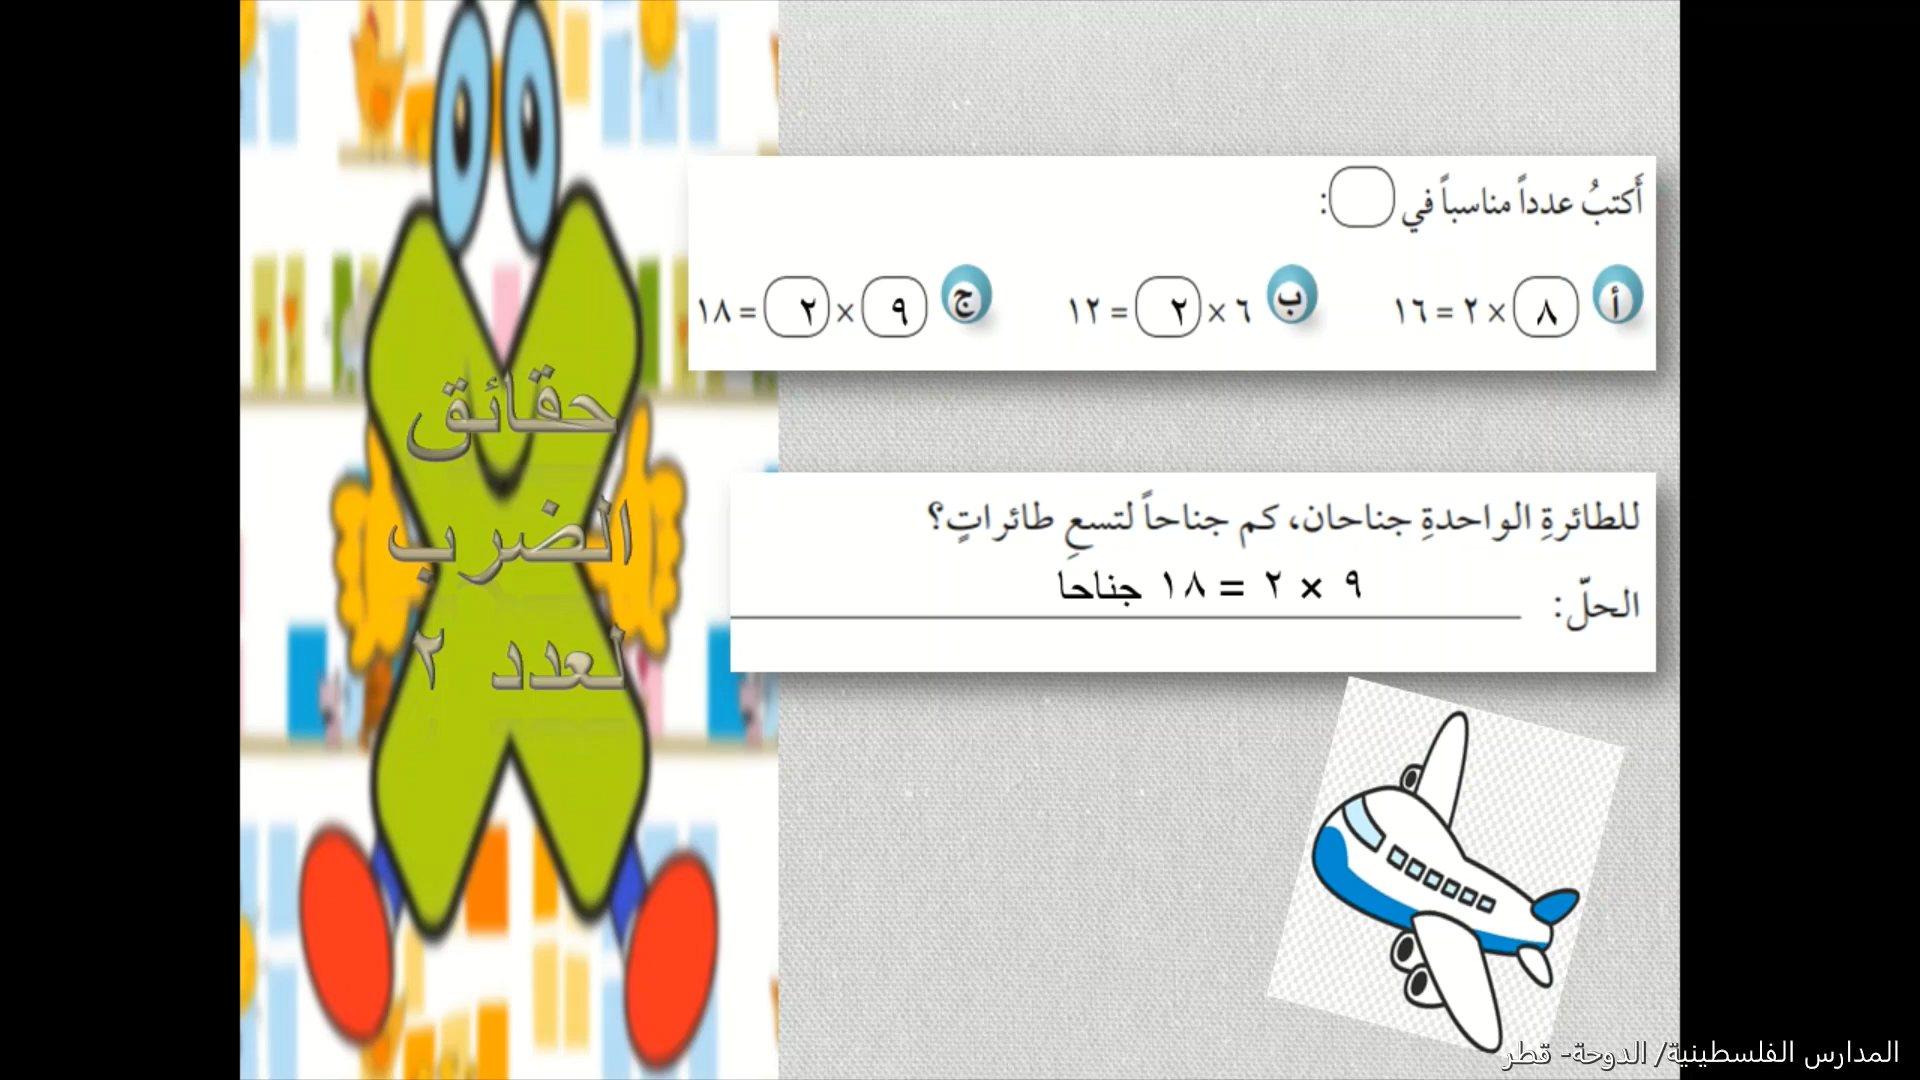 أَكتبُ عدداً مناسباً في :
أ ٨ × ٢ = ١٦
ب ٦ × ٢ = ١٢
ج ٩ × ٢ = ١٨
للطائرةِ الواحدةِ جناحان، كم جناحاً لتسعِ طائراتٍ؟
الحلّ: ٩ × ٢ = ١٨ جناحا
حقائق
الضرب
لعدد ٢
المدارس الفلسطينية/ الدوحة- قطر